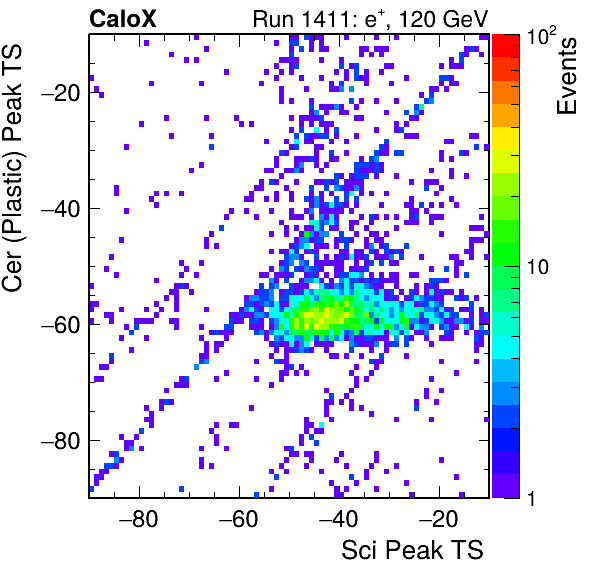 CaloX Run 1411: e⁺, 120 GeV
10²
10
1
Events
Cer (Plastic) Peak TS
−20
−40
−60
−80
−80 −60 −40 −20
Sci Peak TS